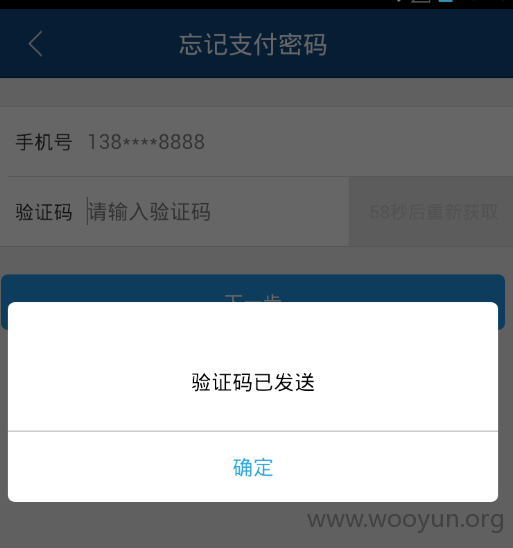 忘记支付密码
手机号 138****8888
验证码 请输入验证码 58秒后重新获取
下一步
验证码已发送
确定
www.wooyun.org